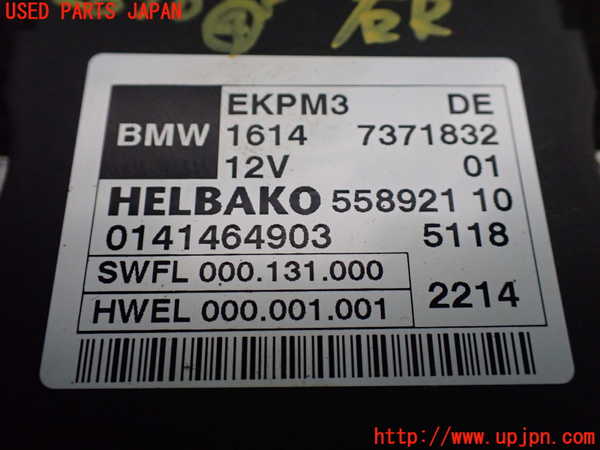 USED PARTS JAPAN
BMW
EKPM3 DE
1614 7371832
12V 01
HELBAKO 558921 10
0141464903 5118
SWFL 000.131.000
HWEL 000.001.001
2214
http://www.upjpn.com/